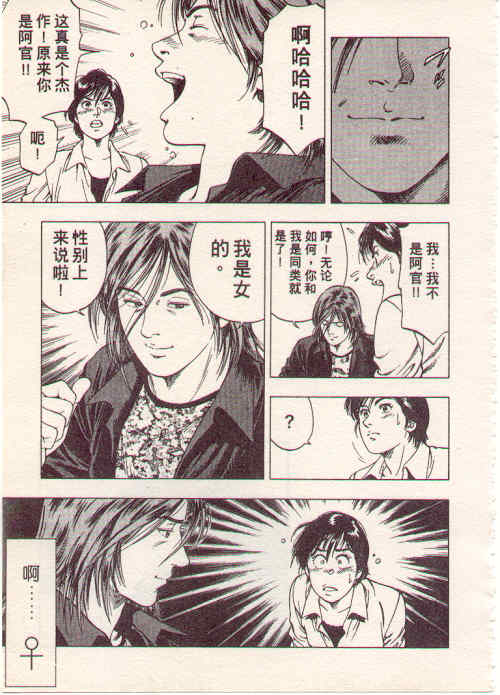 啊哈哈哈！
这真是个杰
作！原来你
是阿官！！
呃！
我…我不
是阿官！！
哼！无论
如何，你和
我是同类就
是了！
？
我是女
的。
性别上
来说啦！
啊……♀